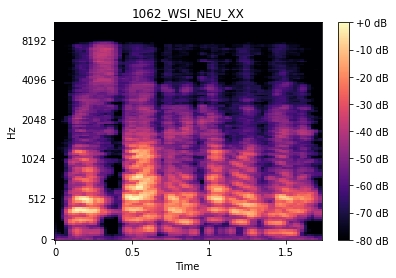 1062_WSI_NEU_XX
+0 dB
8192
-10 dB
4096
-20 dB
-30 dB
2048
Hz
-40 dB
1024
-50 dB
512
-60 dB
-70 dB
0
-80 dB
0 0.5 1 1.5
Time